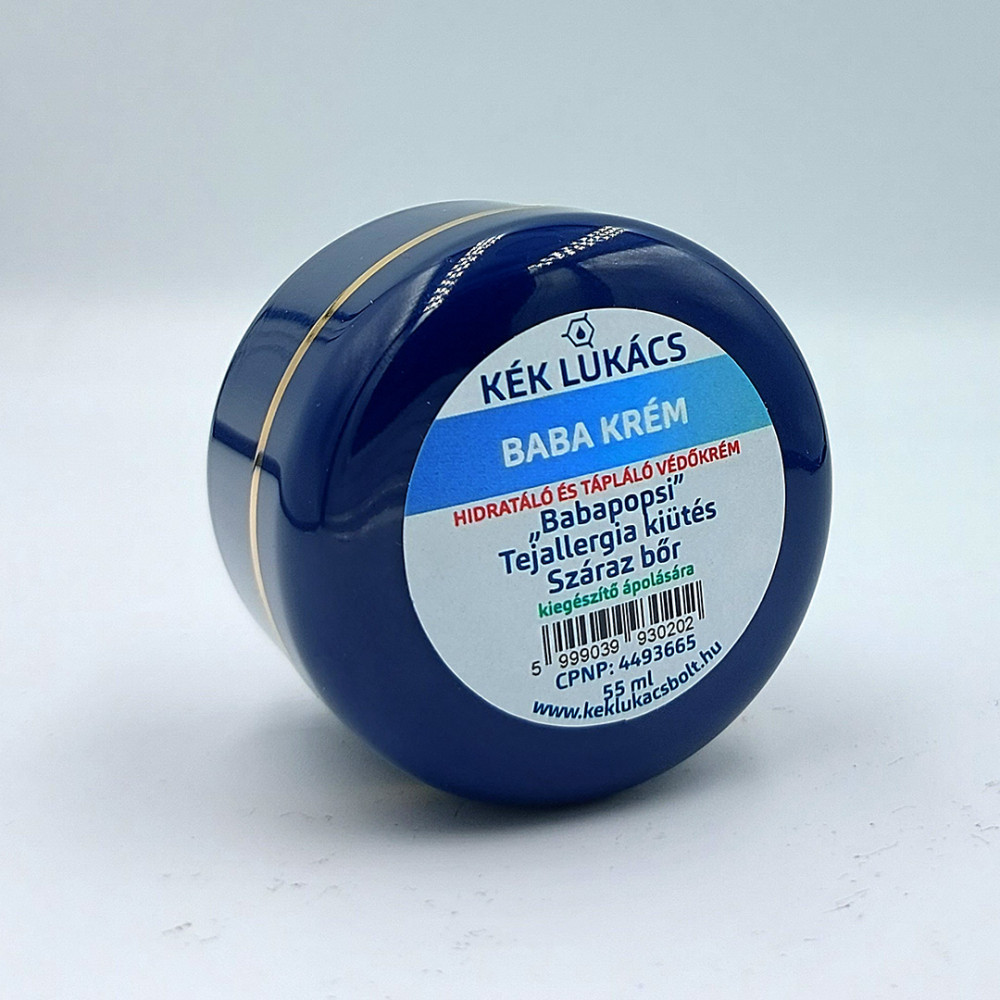 KÉK LUKÁCS
BABA KRÉM
HIDRATÁLÓ ÉS TÁPLÁLÓ VÉDŐKRÉM
„Babapopsi”
Tejallergia kiütés
Száraz bőr
kiegészítő ápolására
5 999039 930202
CPNP: 4493665
55 ml
www.keklukacsbolt.hu